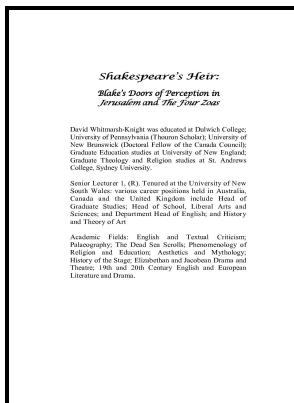 Shakespeare's Heir:
Blake's Doors of Perception in
Jerusalem and The Four Zoas
David Whitmarsh-Knight was educated at Dulwich College;
University of Pennsylvania (Thouron Scholar); University of
New Brunswick (Doctoral Fellow of the Canada Council);
Graduate Education studies at University of New England;
Graduate Theology and Religion studies at St. Andrews
College, Sydney University.
Senior Lecturer 1, (R). Tenured at the University of New
South Wales: various career positions held in Australia,
Canada and the United Kingdom include Head of
Graduate Studies; Head of School, Liberal Arts and
Sciences; and Department Head of English; and History
and Theory of Art
Academic Fields: English and Textual Criticism;
Palaeography; The Dead Sea Scrolls; Phenomenology of
Religion and Education; Aesthetics and Mythology;
History of the Stage; Elizabethan and Jacobean Drama and
Theatre; 19th and 20th Century English and European
Literature and Drama.